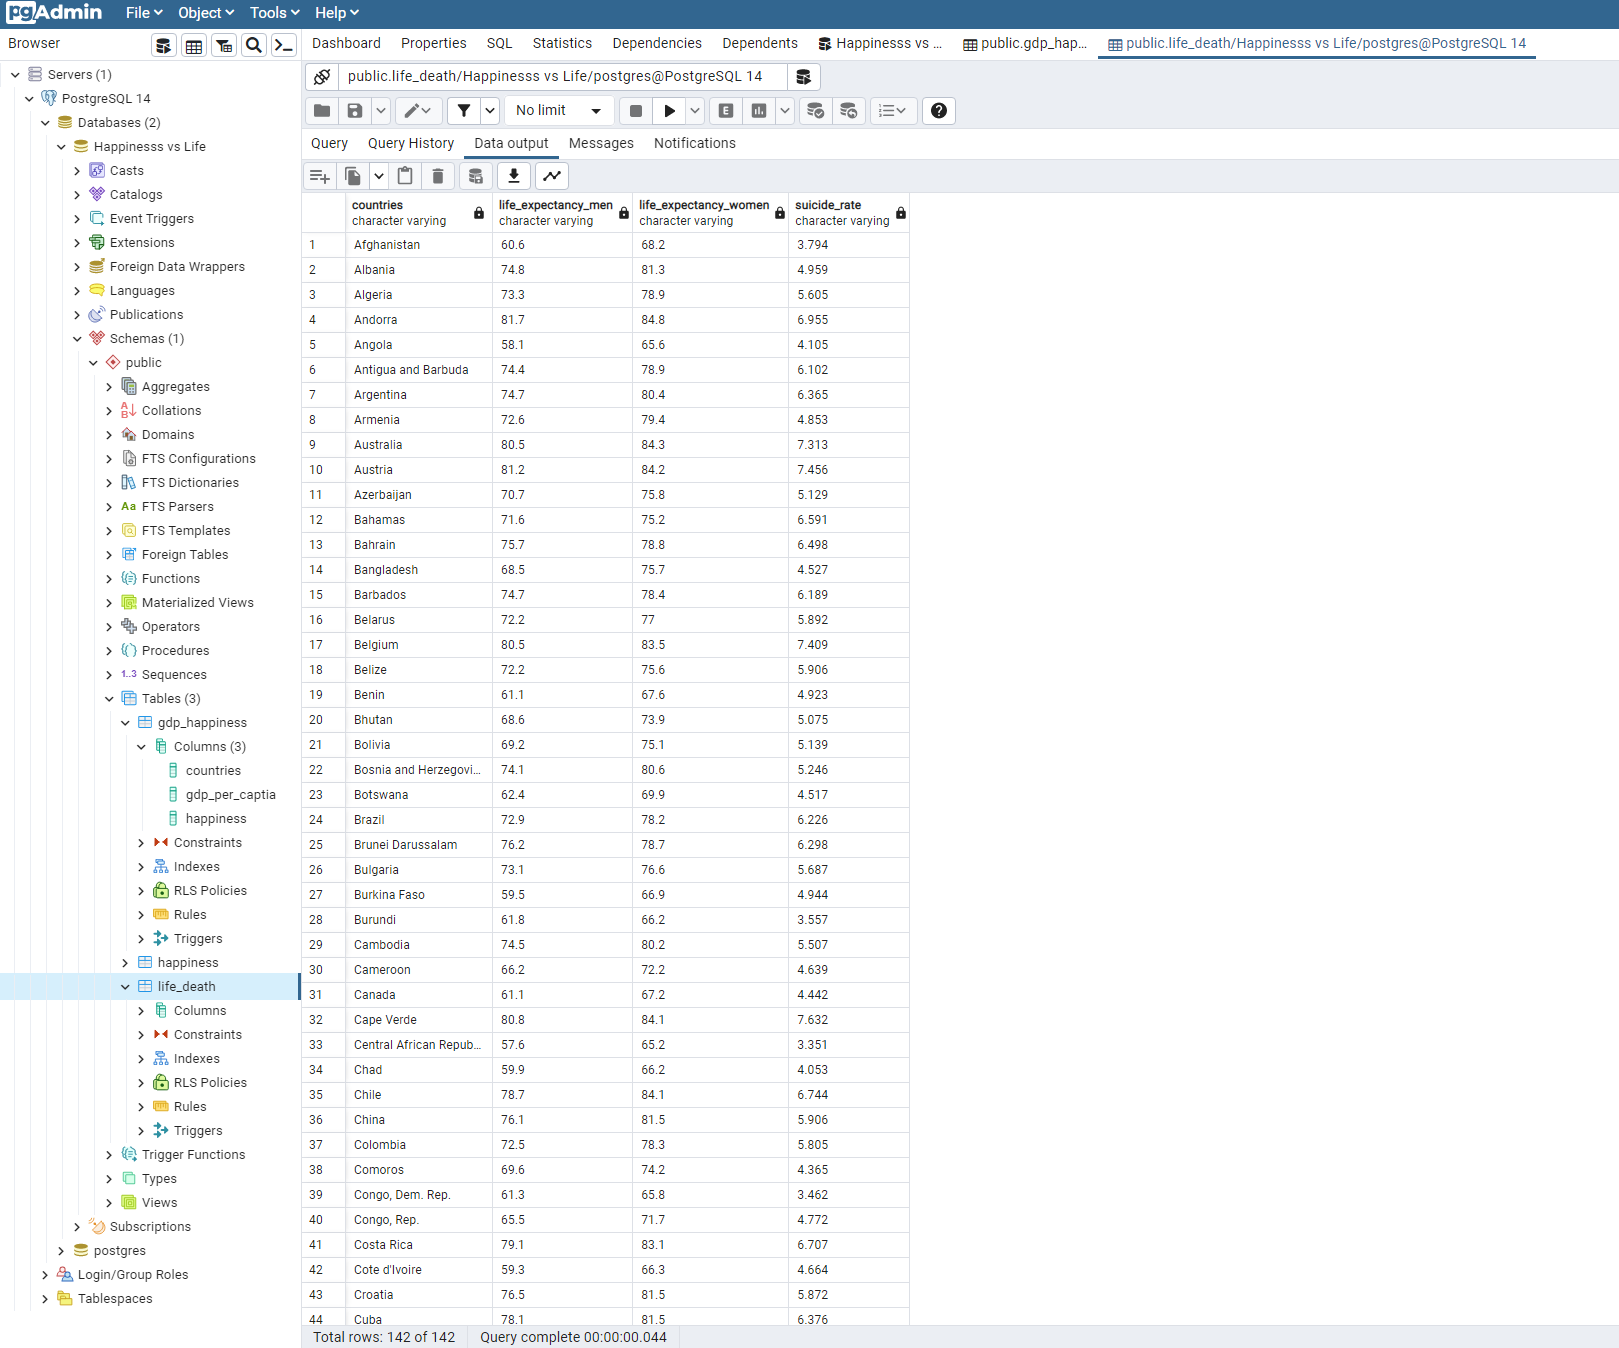 pgAdmin File Object Tools Help
Browser
Dashboard Properties SQL Statistics Dependencies Dependents Happinesss vs ... public.gdp_hap... public.life_death/Happinesss vs Life/postgres@PostgreSQL 14
Servers (1)
PostgreSQL 14
Databases (2)
Happinesss vs Life
Casts
Catalogs
Event Triggers
Extensions
Foreign Data Wrappers
Languages
Publications
Schemas (1)
public
Aggregates
Collations
A
B
Domains
FTS Configurations
FTS Dictionaries
Aa FTS Parsers
FTS Templates
Foreign Tables
Functions
Materialized Views
Operators
Procedures
1..3 Sequences
Tables (3)
gdp_happiness
Columns (3)
countries
gdp_per_captia
happiness
Constraints
Indexes
RLS Policies
Rules
Triggers
happiness
life_death
Columns
Constraints
Indexes
RLS Policies
Rules
Triggers
Trigger Functions
Types
Views
Subscriptions
postgres
Login/Group Roles
Tablespaces
public.life_death/Happinesss vs Life/postgres@PostgreSQL 14
No limit E
Query Query History Data output Messages Notifications
countries life_expectancy_men life_expectancy_women suicide_rate
character varying character varying character varying character varying
1 Afghanistan 60.6 68.2 3.794
2 Albania 74.8 81.3 4.959
3 Algeria 73.3 78.9 5.605
4 Andorra 81.7 84.8 6.955
5 Angola 58.1 65.6 4.105
6 Antigua and Barbuda 74.4 78.9 6.102
7 Argentina 74.7 80.4 6.365
8 Armenia 72.6 79.4 4.853
9 Australia 80.5 84.3 7.313
10 Austria 81.2 84.2 7.456
11 Azerbaijan 70.7 75.8 5.129
12 Bahamas 71.6 75.2 6.591
13 Bahrain 75.7 78.8 6.498
14 Bangladesh 68.5 75.7 4.527
15 Barbados 74.7 78.4 6.189
16 Belarus 72.2 77 5.892
17 Belgium 80.5 83.5 7.409
18 Belize 72.2 75.6 5.906
19 Benin 61.1 67.6 4.923
20 Bhutan 68.6 73.9 5.075
21 Bolivia 69.2 75.1 5.139
22 Bosnia and Herzegovi... 74.1 80.6 5.246
23 Botswana 62.4 69.9 4.517
24 Brazil 72.9 78.2 6.226
25 Brunei Darussalam 76.2 78.7 6.298
26 Bulgaria 73.1 76.6 5.687
27 Burkina Faso 59.5 66.9 4.944
28 Burundi 61.8 66.2 3.557
29 Cambodia 74.5 80.2 5.507
30 Cameroon 66.2 72.2 4.639
31 Canada 61.1 67.2 4.442
32 Cape Verde 80.8 84.1 7.632
33 Central African Repub... 57.6 65.2 3.351
34 Chad 59.9 66.2 4.053
35 Chile 78.7 84.1 6.744
36 China 76.1 81.5 5.906
37 Colombia 72.5 78.3 5.805
38 Comoros 69.6 74.2 4.365
39 Congo, Dem. Rep. 61.3 65.8 3.462
40 Congo, Rep. 65.5 71.7 4.772
41 Costa Rica 79.1 83.1 6.707
42 Cote d'Ivoire 59.3 66.3 4.664
43 Croatia 76.5 81.5 5.872
44 Cuba 78.1 81.5 6.376
Total rows: 142 of 142 Query complete 00:00:00.044